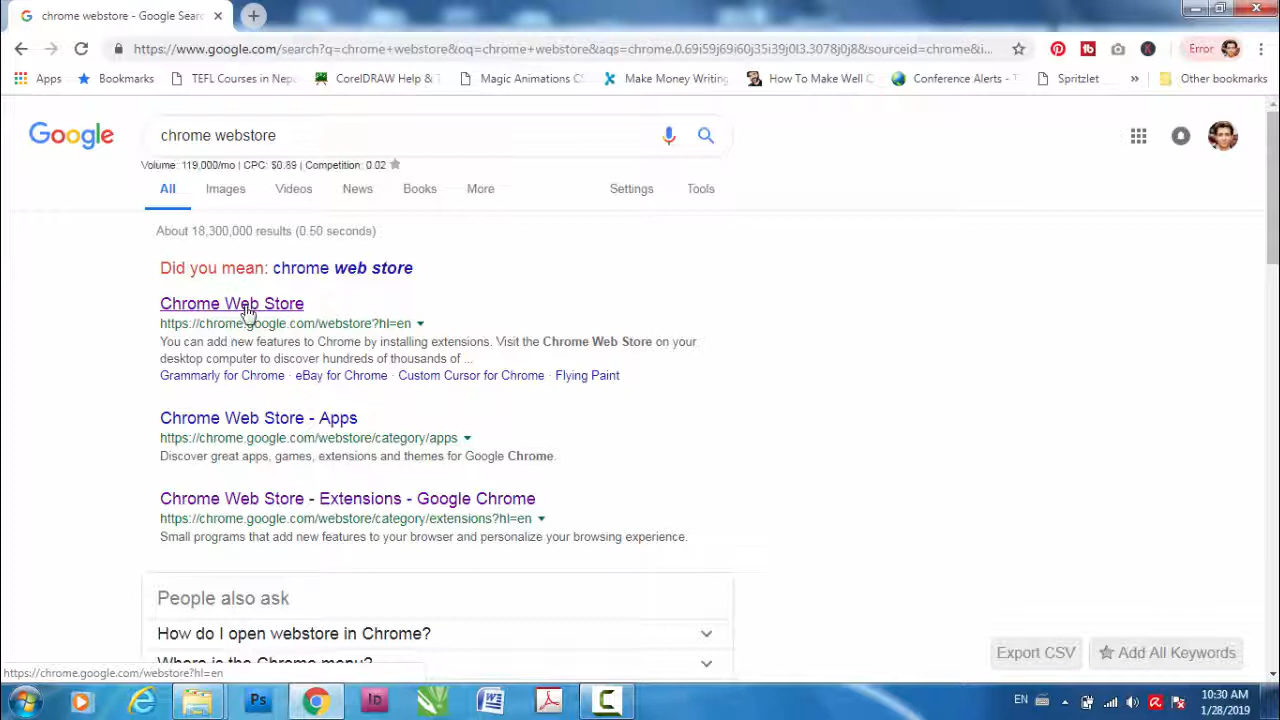 chrome webstore - Google Sear
https://www.google.com/search?q=chrome+webstore&oq=chrome+webstore&aqs=chrome.0.69i59j69i60j35i39j0l3.3078j0j8&sourceid=chrome&i...
Error
Apps
Bookmarks
TEFL Courses in Nep
CorelDRAW Help & T
Magic Animations CS
Make Money Writing
How To Make Well C
Conference Alerts - T
Spritzlet
»
Other bookmarks
Google
chrome webstore
Volume: 119,000/mo | CPC: $0.89 | Competition: 0.02
All
Images
Videos
News
Books
More
Settings
Tools
About 18,300,000 results (0.50 seconds)
Did you mean: chrome web store
Chrome Web Store
https://chrome.google.com/webstore?hl=en
You can add new features to Chrome by installing extensions. Visit the Chrome Web Store on your
desktop computer to discover hundreds of thousands of ...
Grammarly for Chrome · eBay for Chrome · Custom Cursor for Chrome · Flying Paint
Chrome Web Store - Apps
https://chrome.google.com/webstore/category/apps
Discover great apps, games, extensions and themes for Google Chrome.
Chrome Web Store - Extensions - Google Chrome
https://chrome.google.com/webstore/category/extensions?hl=en
Small programs that add new features to your browser and personalize your browsing experience.
People also ask
How do I open webstore in Chrome?
Where is the Chrome menu?
Export CSV
Add All Keywords
https://chrome.google.com/webstore?hl=en
Ps
Id
EN
10:30 AM
1/28/2019